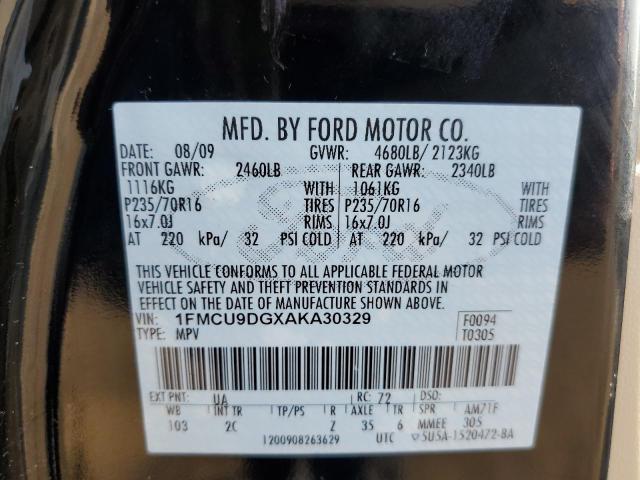 MFD. BY FORD MOTOR CO.
DATE: 08/09 GVWR: 4680LB/ 2123KG
FRONT GAWR: 2460LB REAR GAWR: 2340LB
1116KG WITH 1061KG WITH
P235/70R16 TIRES P235/70R16 TIRES
16x7.0J RIMS 16x7.0J RIMS
AT 220 kPa/ 32 PSI COLD AT 220 kPa/ 32 PSI COLD
THIS VEHICLE CONFORMS TO ALL APPLICABLE FEDERAL MOTOR
VEHICLE SAFETY AND THEFT PREVENTION STANDARDS IN
EFFECT ON THE DATE OF MANUFACTURE SHOWN ABOVE.
VIN: 1FMCU9DGXAKA30329 F0094
TYPE: MPV T0305
EXT PNT: UA RC: 72 DSO:
WB INT TR TP/PS R AXLE TR SPR AM71F
103 2C Z 35 6 MMEE 305
1200908263629 UTC 5U5A-1520472-BA